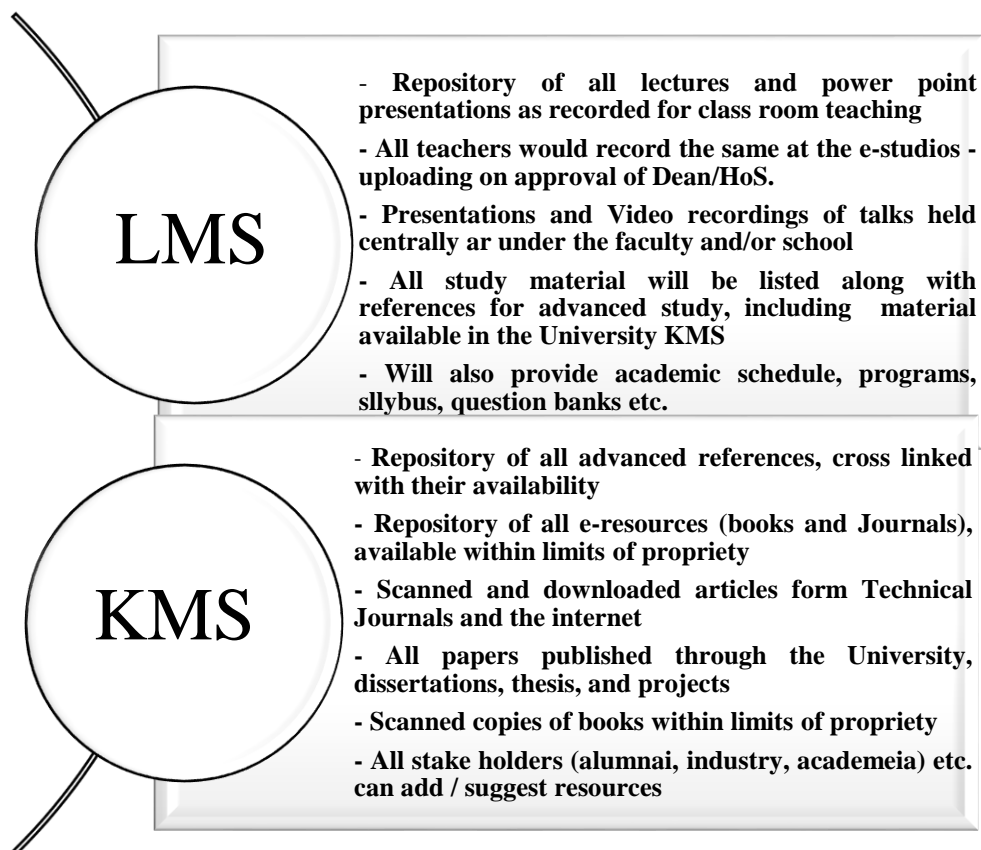 LMS
- Repository of all lectures and power point
presentations as recorded for class room teaching
- All teachers would record the same at the e-studios -
uploading on approval of Dean/HoS.
- Presentations and Video recordings of talks held
centrally ar under the faculty and/or school
- All study material will be listed along with
references for advanced study, including material
available in the University KMS
- Will also provide academic schedule, programs,
sllybus, question banks etc.
KMS
- Repository of all advanced references, cross linked
with their availability
- Repository of all e-resources (books and Journals),
available within limits of propriety
- Scanned and downloaded articles form Technical
Journals and the internet
- All papers published through the University,
dissertations, thesis, and projects
- Scanned copies of books within limits of propriety
- All stake holders (alumnai, industry, academeia) etc.
can add / suggest resources